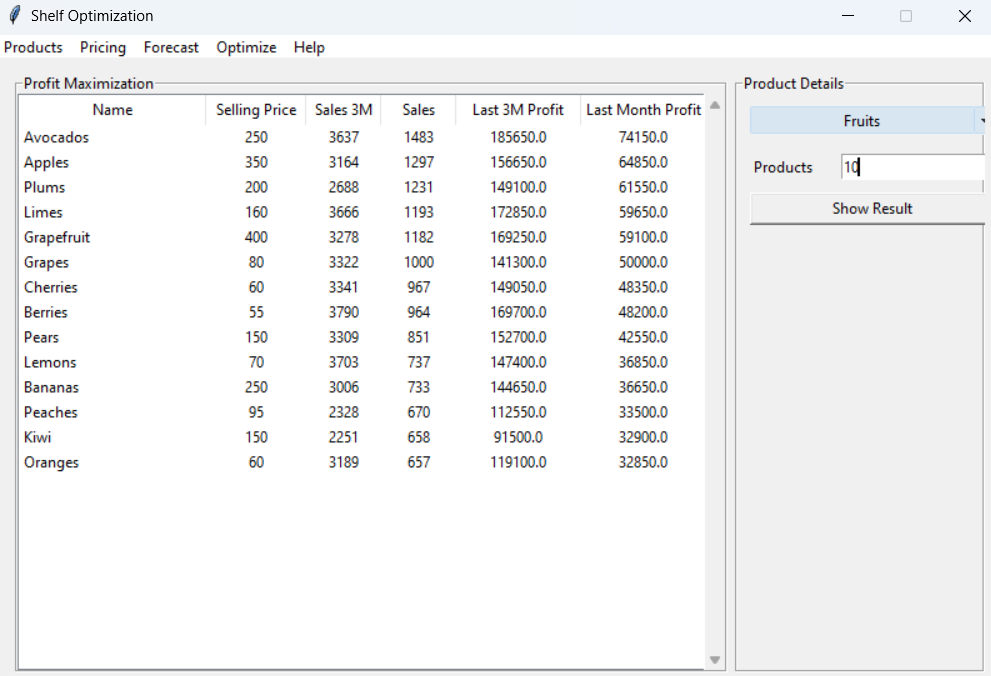 Shelf Optimization
Products Pricing Forecast Optimize Help
Profit Maximization
Name Selling Price Sales 3M Sales Last 3M Profit Last Month Profit
Avocados 250 3637 1483 185650.0 74150.0
Apples 350 3164 1297 156650.0 64850.0
Plums 200 2688 1231 149100.0 61550.0
Limes 160 3666 1193 172850.0 59650.0
Grapefruit 400 3278 1182 169250.0 59100.0
Grapes 80 3322 1000 141300.0 50000.0
Cherries 60 3341 967 149050.0 48350.0
Berries 55 3790 964 169700.0 48200.0
Pears 150 3309 851 152700.0 42550.0
Lemons 70 3703 737 147400.0 36850.0
Bananas 250 3006 733 144650.0 36650.0
Peaches 95 2328 670 112550.0 33500.0
Kiwi 150 2251 658 91500.0 32900.0
Oranges 60 3189 657 119100.0 32850.0
Product Details
Fruits
Products 10
Show Result